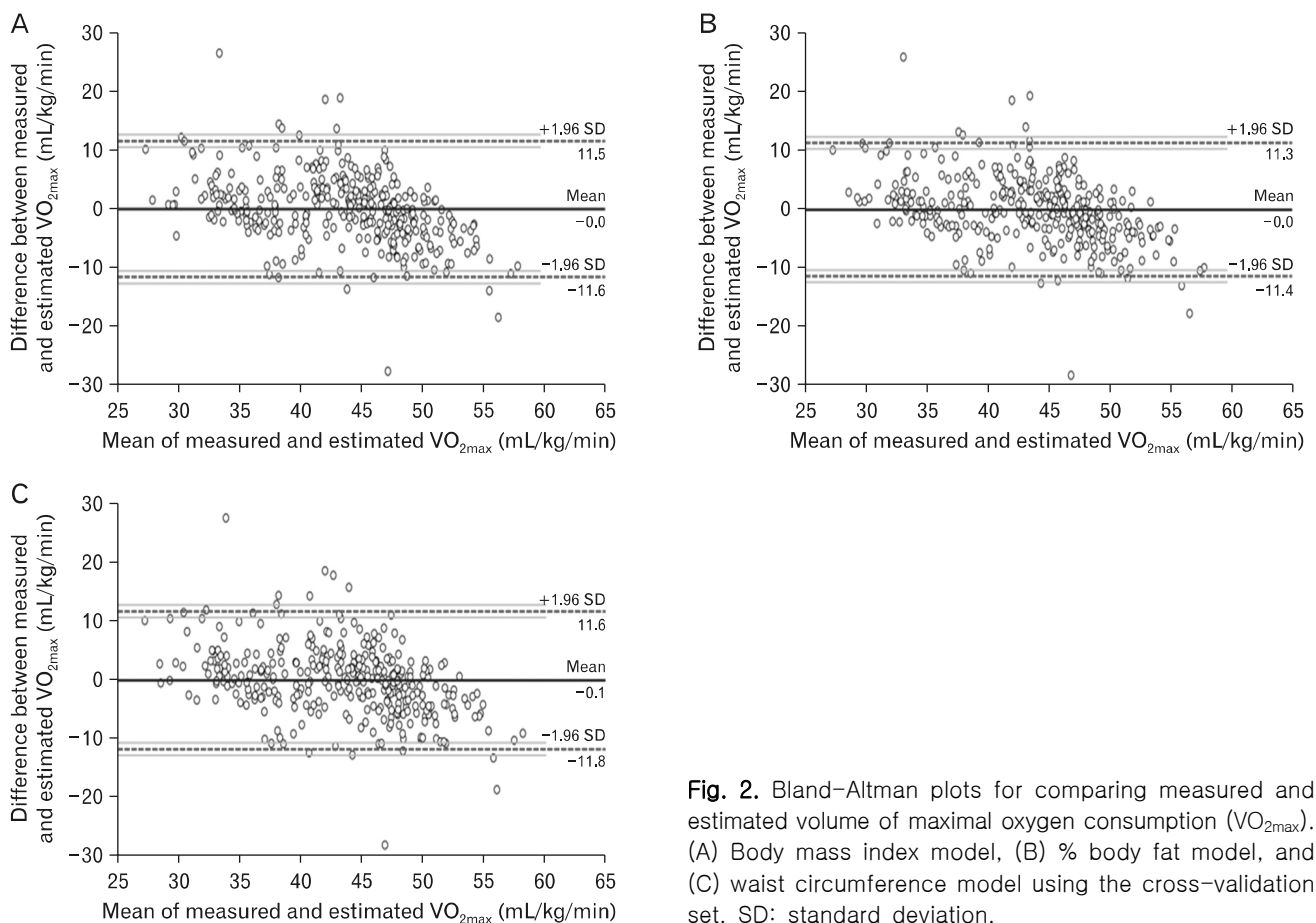 A
Difference between measured
and estimated VO2max (mL/kg/min)
30
20
10
0
−10
−20
−30
+1.96 SD
11.5
Mean
−0.0
−1.96 SD
−11.6
25 30 35 40 45 50 55 60 65
Mean of measured and estimated VO2max (mL/kg/min)
B
Difference between measured
and estimated VO2max (mL/kg/min)
30
20
10
0
−10
−20
−30
+1.96 SD
11.3
Mean
−0.0
−1.96 SD
−11.4
25 30 35 40 45 50 55 60 65
Mean of measured and estimated VO2max (mL/kg/min)
C
Difference between measured
and estimated VO2max (mL/kg/min)
30
20
10
0
−10
−20
−30
+1.96 SD
11.6
Mean
−0.1
−1.96 SD
−11.8
25 30 35 40 45 50 55 60 65
Mean of measured and estimated VO2max (mL/kg/min)
Fig. 2. Bland-Altman plots for comparing measured and
estimated volume of maximal oxygen consumption (VO2max).
(A) Body mass index model, (B) % body fat model, and
(C) waist circumference model using the cross-validation
set. SD: standard deviation.